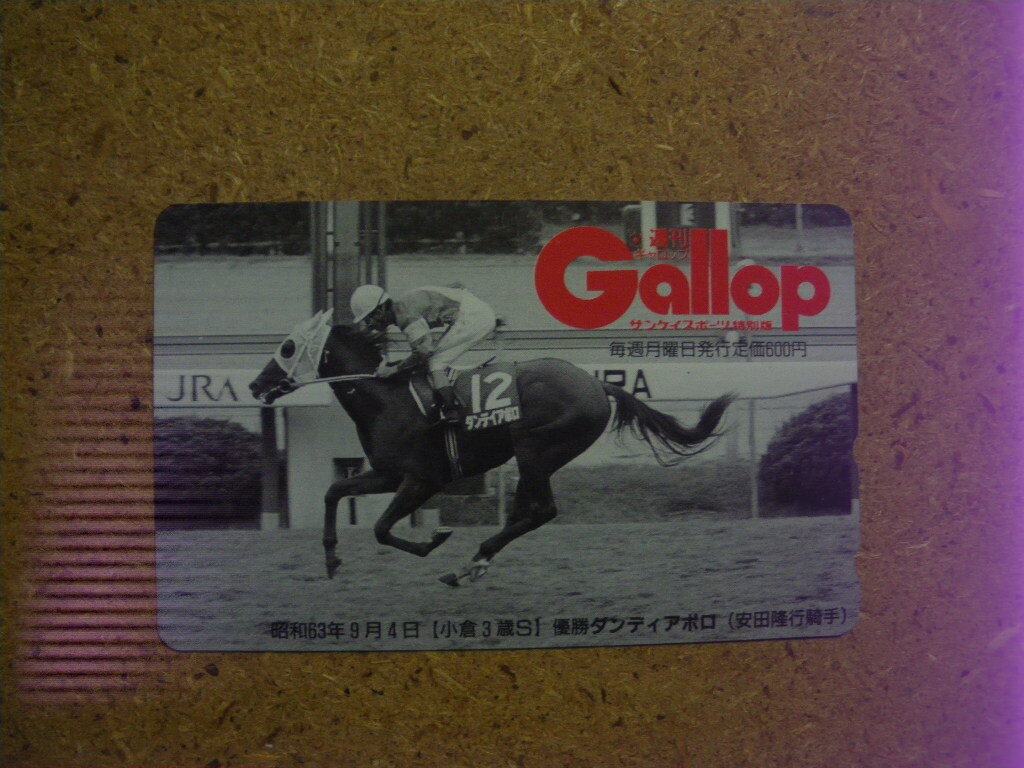 週刊
ギャロップ
Gallop
サンケイスポーツ特別版
毎週月曜日発行定価600円
JRA
JRA
12
ダンディアポロ
昭和63年9月4日【小倉3歳S】優勝ダンディアポロ（安田隆行騎手）